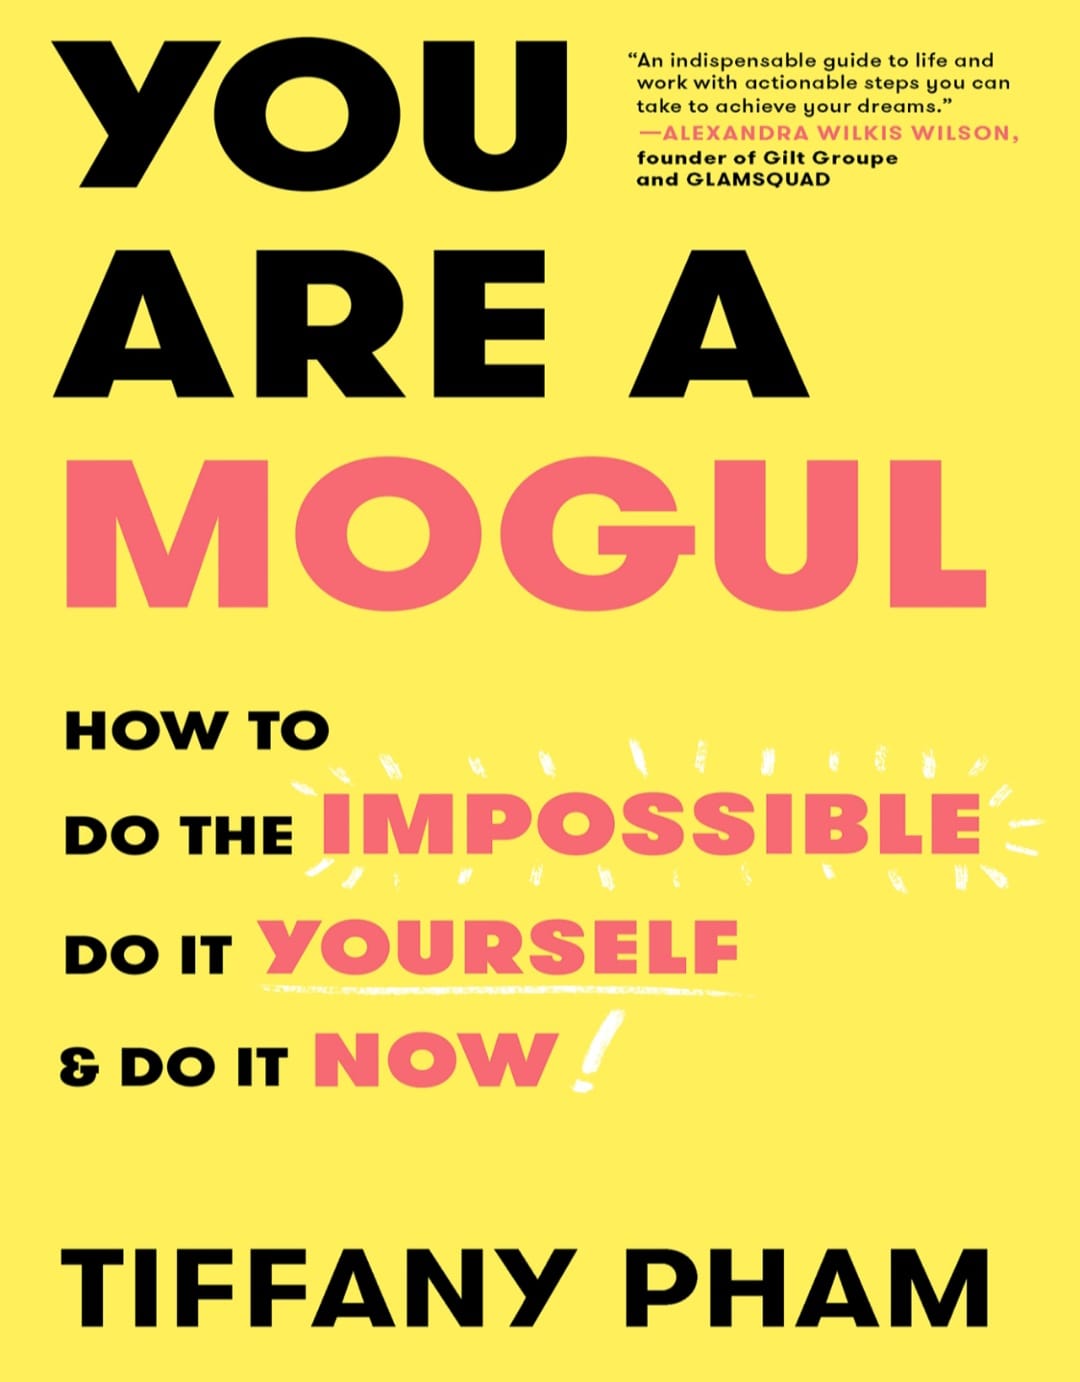 YOU
ARE A
MOGUL
“An indispensable guide to life and
work with actionable steps you can
take to achieve your dreams.”
—ALEXANDRA WILKIS WILSON,
founder of Gilt Groupe
and GLAMSQUAD
HOW TO
DO THE IMPOSSIBLE
DO IT YOURSELF
& DO IT NOW!
TIFFANY PHAM